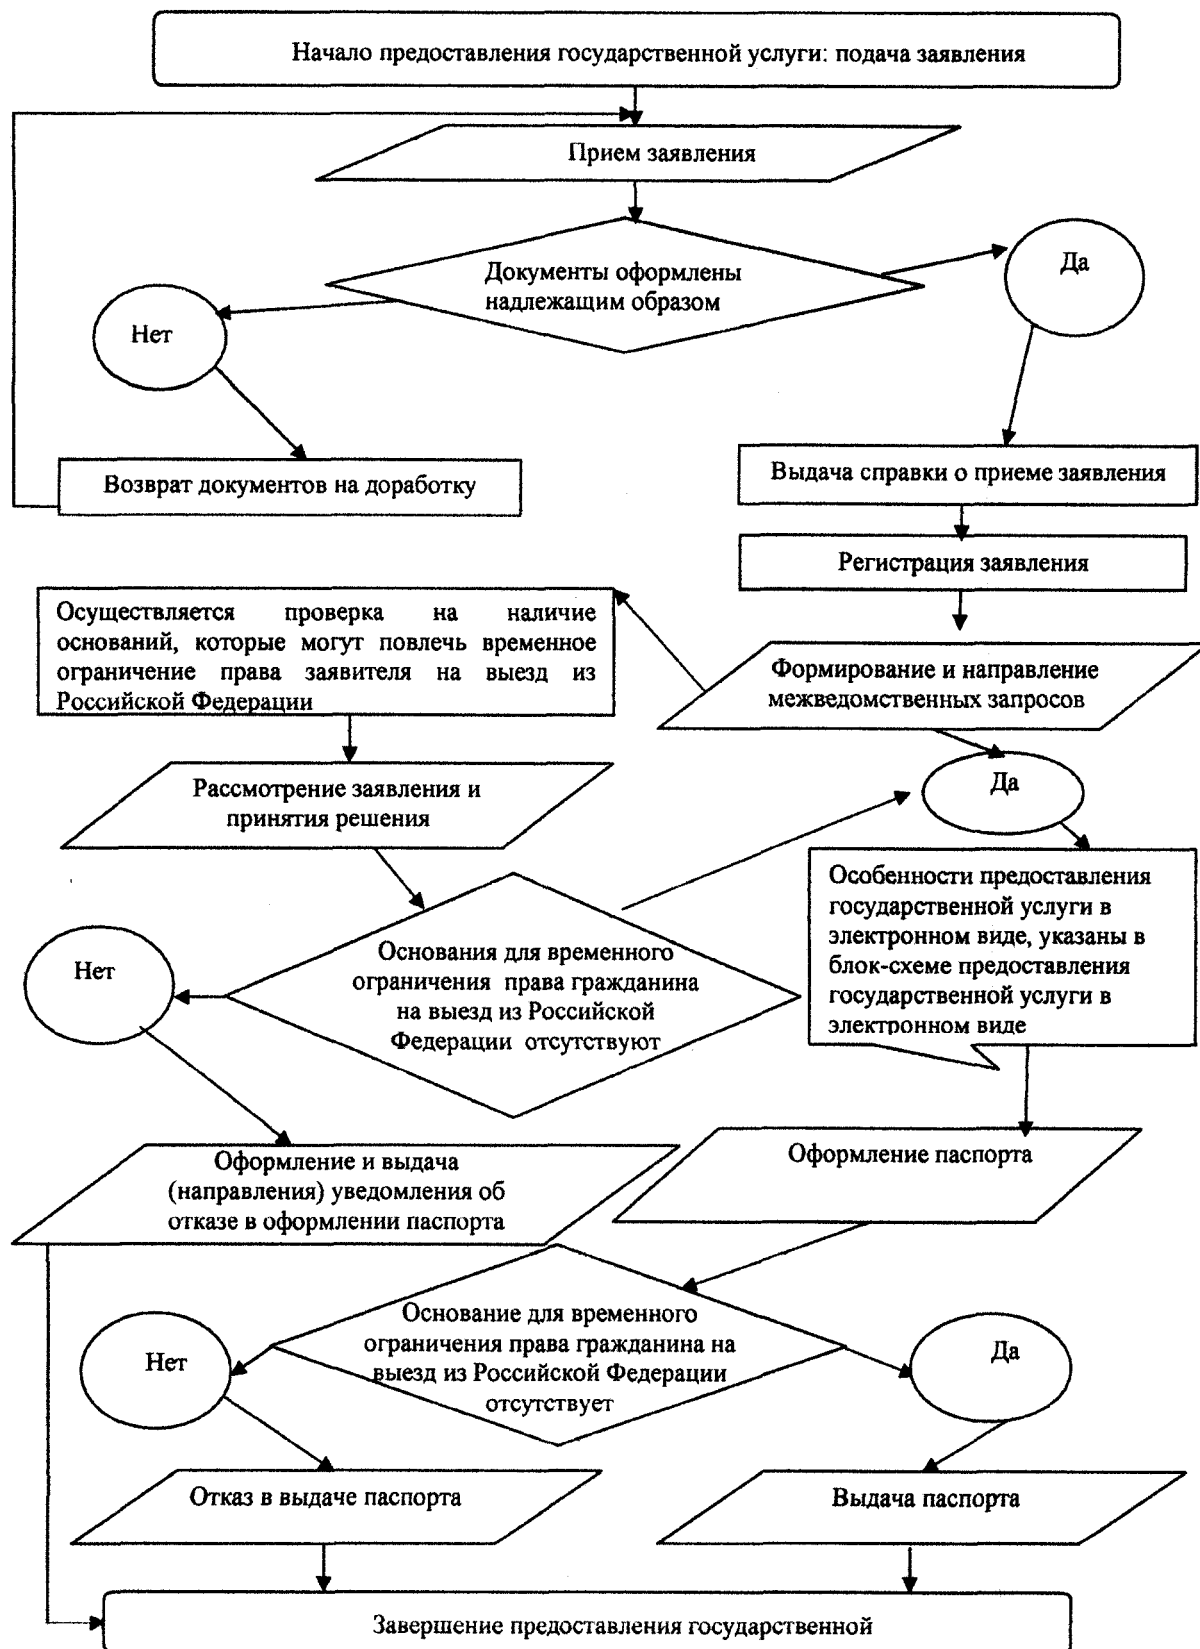 Начало предоставления государственной услуги: подача заявления
Прием заявления
Документы оформлены
надлежащим образом
Да
Нет
Возврат документов на доработку
Выдача справки о приеме заявления
Регистрация заявления
Осуществляется проверка на наличие
оснований, которые могут повлечь временное
ограничение права заявителя на выезд из
Российской Федерации
Формирование и направление
межведомственных запросов
Рассмотрение заявления и
принятия решения
Да
Особенности предоставления
государственной услуги в
электронном виде, указаны в
блок-схеме предоставления
государственной услуги в
электронном виде
Нет
Основания для временного
ограничения права гражданина
на выезд из Российской
Федерации отсутствуют
Оформление и выдача
(направления) уведомления об
отказе в оформлении паспорта
Оформление паспорта
Основание для временного
ограничения права гражданина на
выезд из Российской Федерации
отсутствует
Нет
Да
Отказ в выдаче паспорта
Выдача паспорта
Завершение предоставления государственной